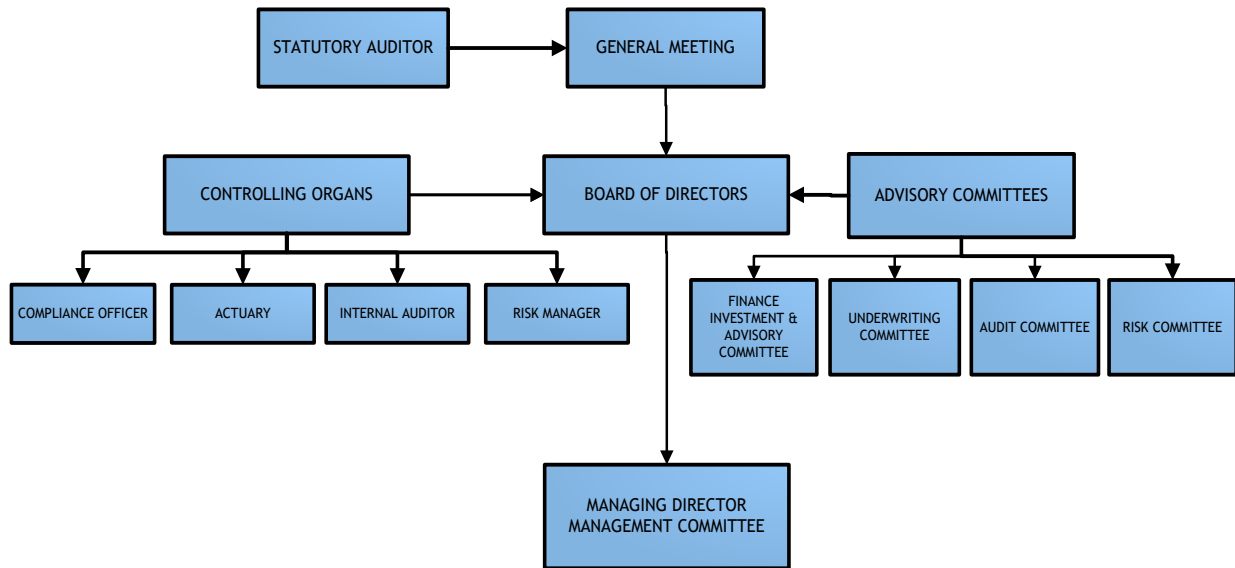 STATUTORY AUDITOR
GENERAL MEETING
CONTROLLING ORGANS
BOARD OF DIRECTORS
ADVISORY COMMITTEES
COMPLIANCE OFFICER
ACTUARY
INTERNAL AUDITOR
RISK MANAGER
FINANCE
INVESTMENT &
ADVISORY
COMMITTEE
UNDERWRITING
COMMITTEE
AUDIT COMMITTEE
RISK COMMITTEE
MANAGING DIRECTOR
MANAGEMENT COMMITTEE